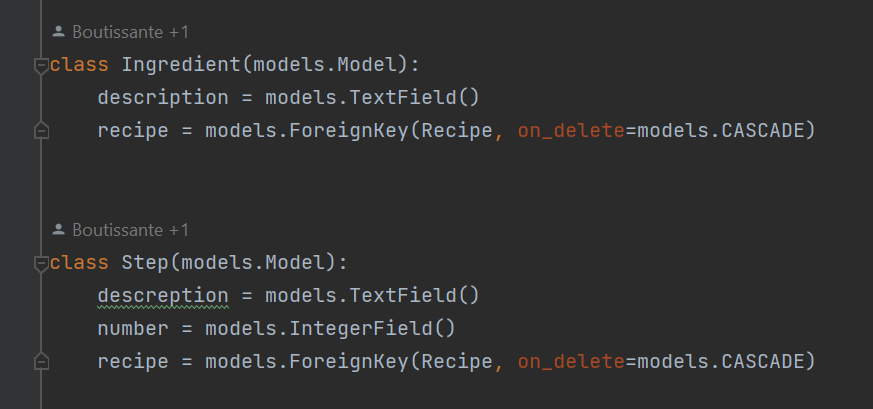 Boutissante +1
class Ingredient(models.Model):
    description = models.TextField()
    recipe = models.ForeignKey(Recipe, on_delete=models.CASCADE)
Boutissante +1
class Step(models.Model):
    descreption = models.TextField()
    number = models.IntegerField()
    recipe = models.ForeignKey(Recipe, on_delete=models.CASCADE)